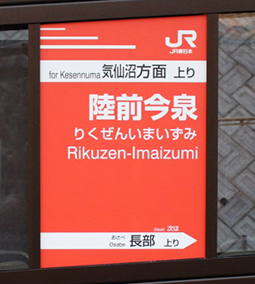 JR
JR東日本
for Kesennuma 気仙沼方面 上り
陸前今泉
りくぜんいまいずみ
Rikuzen-Imaizumi
Next 次は
おさべ
Osabe 長部 上り